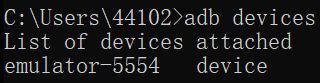 C:\Users\44102>adb devices
List of devices attached
emulator-5554   device